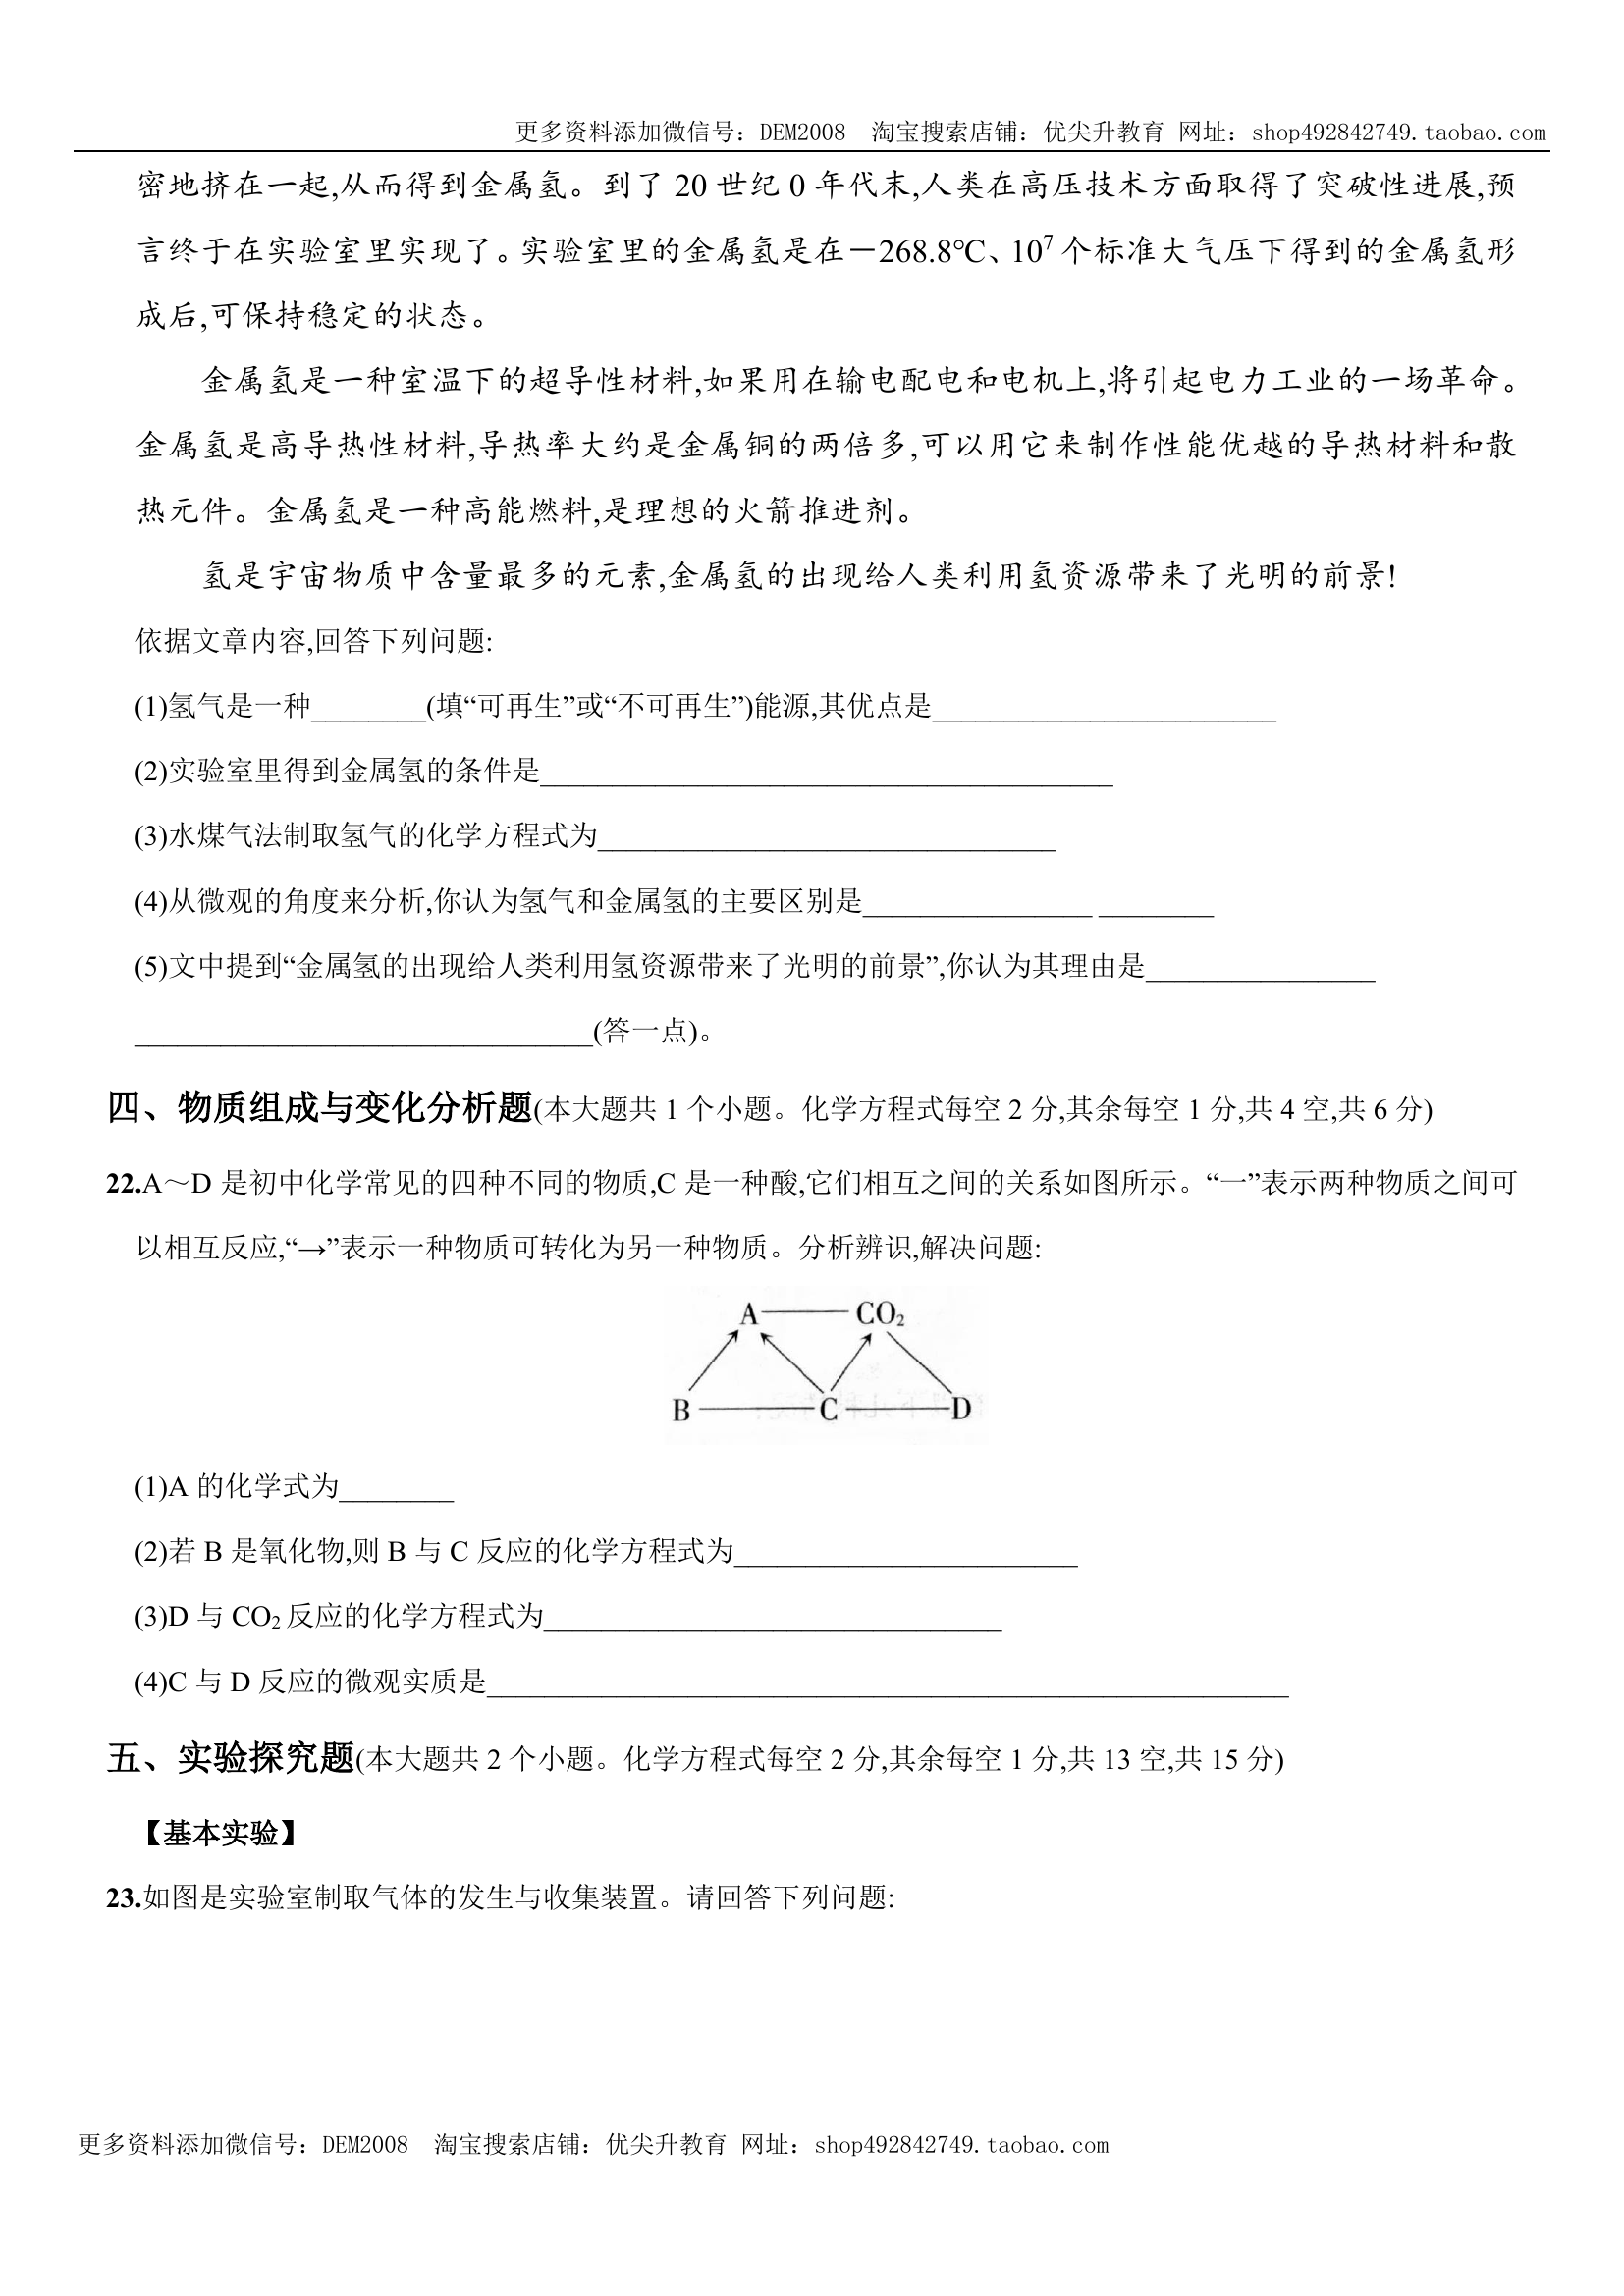 更多资料添加微信号：DEM2008　淘宝搜索店铺：优尖升教育 网址：shop492842749.taobao.com
密地挤在一起,从而得到金属氢。到了 20 世纪 0 年代末,人类在高压技术方面取得了突破性进展,预
言终于在实验室里实现了。实验室里的金属氢是在－268.8℃、10⁷ 个标准大气压下得到的金属氢形
成后,可保持稳定的状态。
金属氢是一种室温下的超导性材料,如果用在输电配电和电机上,将引起电力工业的一场革命。
金属氢是高导热性材料,导热率大约是金属铜的两倍多,可以用它来制作性能优越的导热材料和散
热元件。金属氢是一种高能燃料,是理想的火箭推进剂。
氢是宇宙物质中含量最多的元素,金属氢的出现给人类利用氢资源带来了光明的前景!
依据文章内容,回答下列问题:
(1)氢气是一种________(填“可再生”或“不可再生”)能源,其优点是________________________
(2)实验室里得到金属氢的条件是________________________________________
(3)水煤气法制取氢气的化学方程式为________________________________
(4)从微观的角度来分析,你认为氢气和金属氢的主要区别是________________ ________
(5)文中提到“金属氢的出现给人类利用氢资源带来了光明的前景”,你认为其理由是________________
________________________________(答一点)。
四、物质组成与变化分析题(本大题共 1 个小题。化学方程式每空 2 分,其余每空 1 分,共 4 空,共 6 分)
22.A～D 是初中化学常见的四种不同的物质,C 是一种酸,它们相互之间的关系如图所示。“一”表示两种物质之间可
以相互反应,“→”表示一种物质可转化为另一种物质。分析辨识,解决问题:
A CO₂
B C D
(1)A 的化学式为________
(2)若 B 是氧化物,则 B 与 C 反应的化学方程式为________________________
(3)D 与 CO₂ 反应的化学方程式为________________________________
(4)C 与 D 反应的微观实质是________________________________________________________
五、实验探究题(本大题共 2 个小题。化学方程式每空 2 分,其余每空 1 分,共 13 空,共 15 分)
【基本实验】
23.如图是实验室制取气体的发生与收集装置。请回答下列问题:
更多资料添加微信号：DEM2008　淘宝搜索店铺：优尖升教育 网址：shop492842749.taobao.com